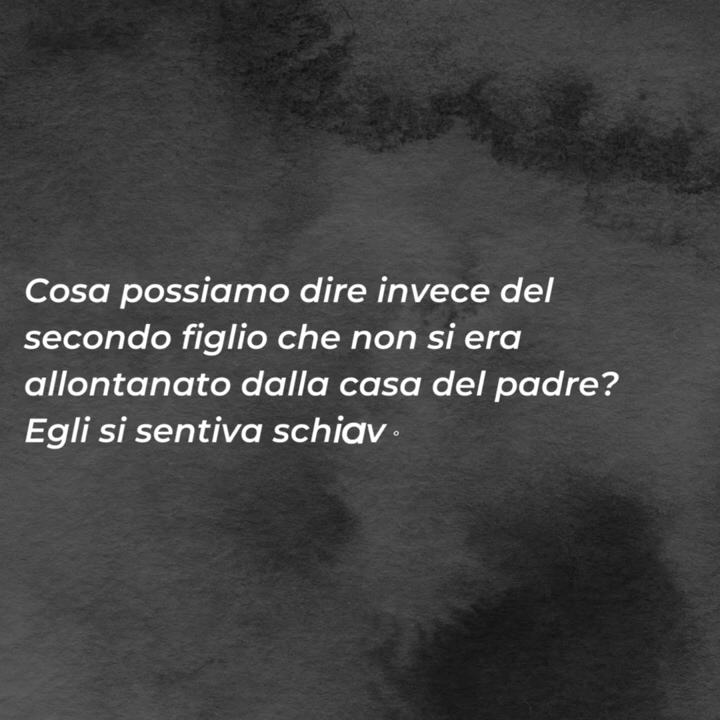 Cosa possiamo dire invece del
secondo figlio che non si era
allontanato dalla casa del padre?
Egli si sentiva schiavo